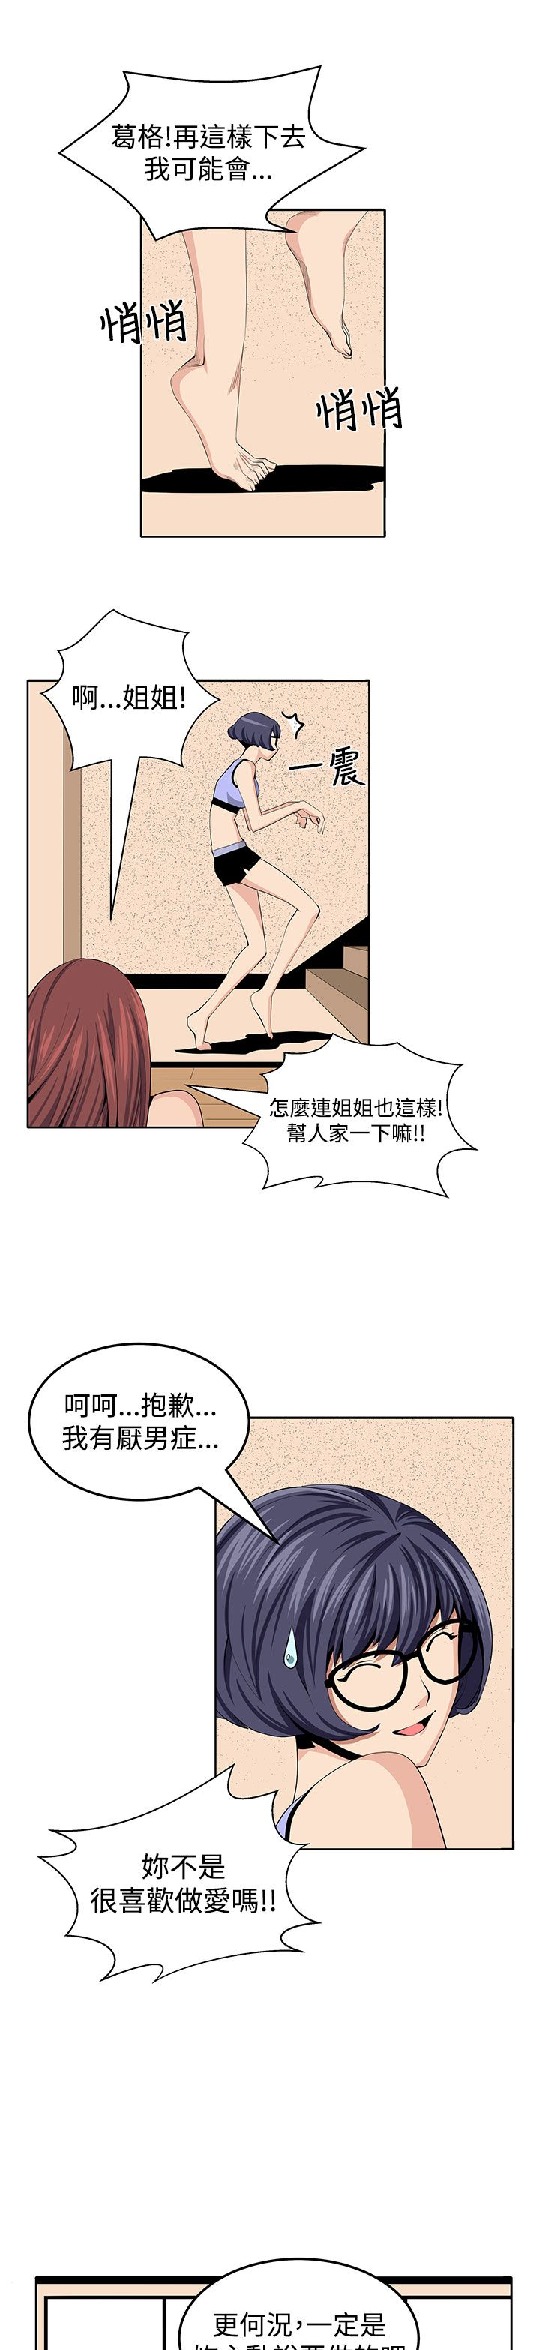 葛格!再這樣下去
我可能會...
悄悄
悄悄
啊...姐姐!
一震
怎麼連姐姐也這樣!
幫人家一下嘛!!
呵呵...抱歉...
我有厭男症...
妳不是
很喜歡做愛嗎!!
更何況,一定是